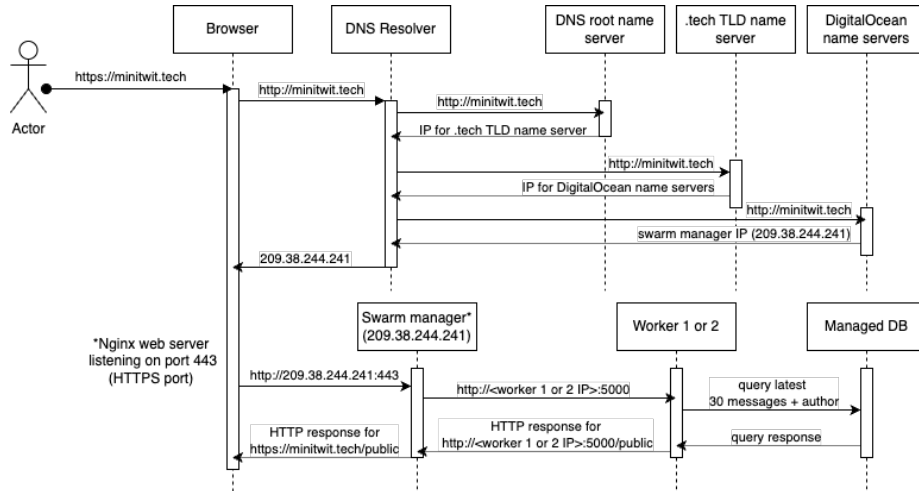 Browser
DNS Resolver
DNS root name
server
.tech TLD name
server
DigitalOcean
name servers
https://minitwit.tech
Actor
http://minitwit.tech
http://minitwit.tech
IP for .tech TLD name server
http://minitwit.tech
IP for DigitalOcean name servers
http://minitwit.tech
swarm manager IP (209.38.244.241)
209.38.244.241
Swarm manager*
(209.38.244.241)
Worker 1 or 2
Managed DB
*Nginx web server
listening on port 443
(HTTPS port)
http://209.38.244.241:443
http://<worker 1 or 2 IP>:5000
query latest
30 messages + author
HTTP response for
https://minitwit.tech/public
HTTP response for
http://<worker 1 or 2 IP>:5000/public
query response